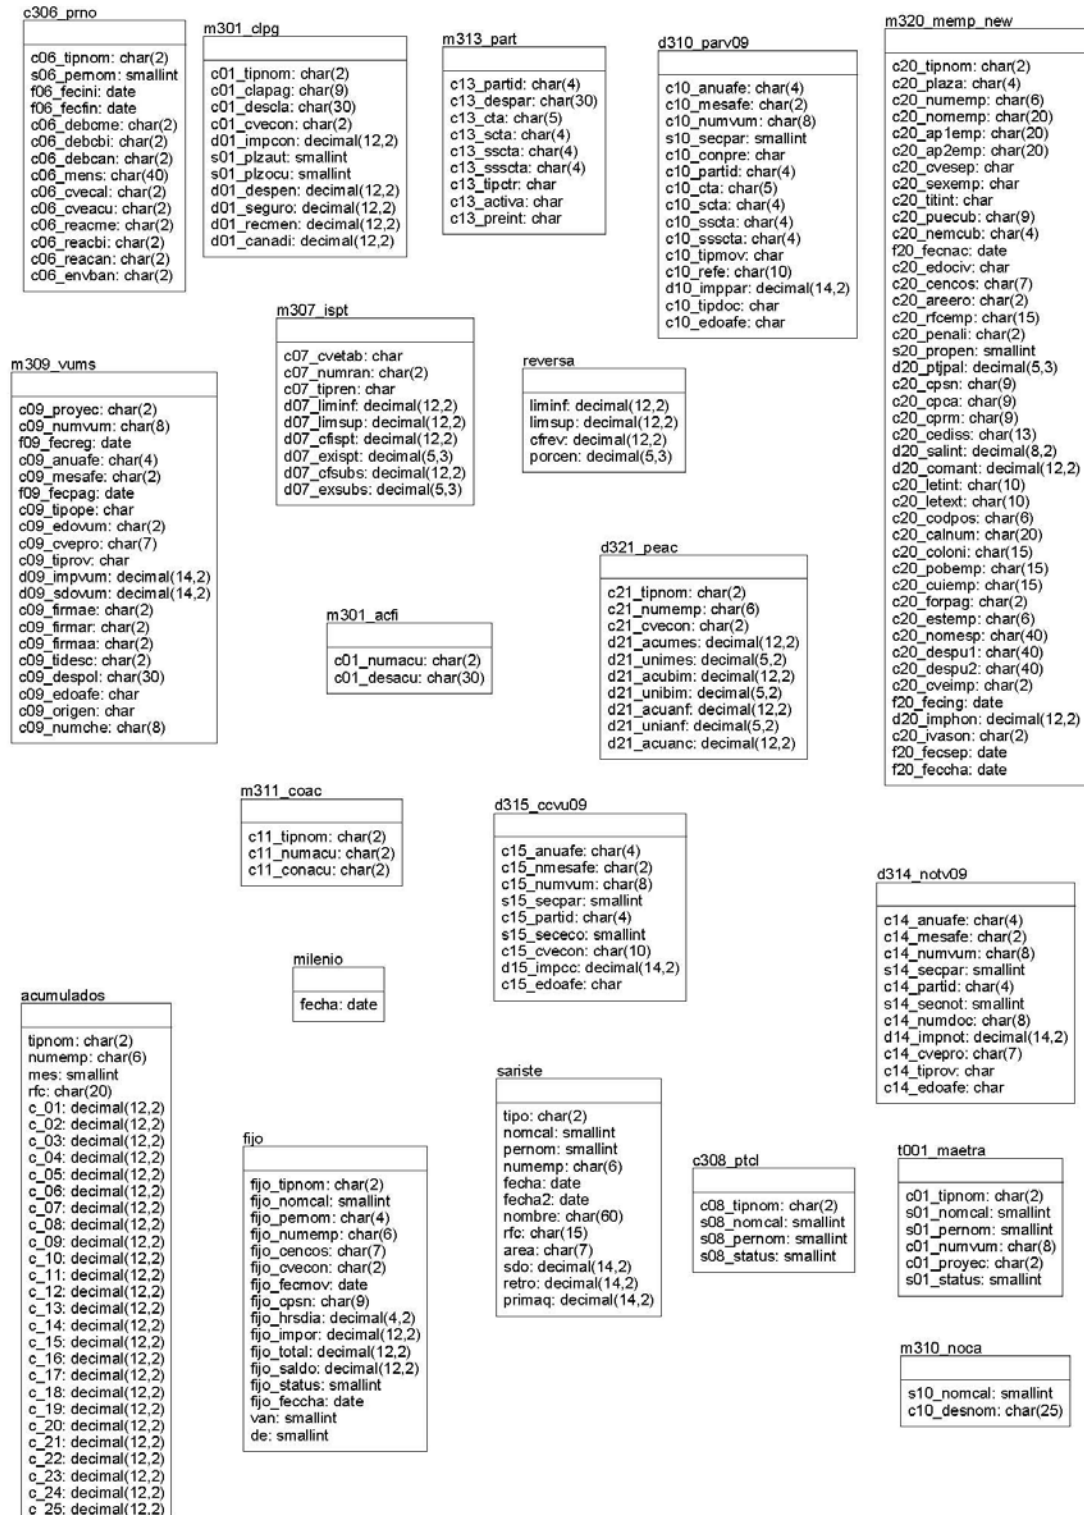 c306_prno
c06_tipnom: char(2)
s06_pernom: smallint
f06_fecini: date
f06_fecfin: date
c06_debcme: char(2)
c06_debcbi: char(2)
c06_debcan: char(2)
c06_mens: char(40)
c06_cvecal: char(2)
c06_cveacu: char(2)
c06_reacme: char(2)
c06_reacbi: char(2)
c06_reacan: char(2)
c06_envban: char(2)
m301_clpg
c01_tipnom: char(2)
c01_clapag: char(9)
c01_descla: char(30)
c01_cvecon: char(2)
d01_impcon: decimal(12,2)
s01_plzaut: smallint
s01_plzocu: smallint
d01_despen: decimal(12,2)
d01_seguro: decimal(12,2)
d01_recmen: decimal(12,2)
d01_canadi: decimal(12,2)
m313_part
c13_partid: char(4)
c13_despar: char(30)
c13_cta: char(5)
c13_scta: char(4)
c13_sscta: char(4)
c13_ssscta: char(4)
c13_tipctr: char
c13_activa: char
c13_preint: char
d310_parv09
c10_anuafe: char(4)
c10_mesafe: char(2)
c10_numvum: char(8)
s10_secpar: smallint
c10_conpre: char
c10_partid: char(4)
c10_cta: char(5)
c10_scta: char(4)
c10_sscta: char(4)
c10_ssscta: char(4)
c10_tipmov: char
c10_refe: char(10)
d10_imppar: decimal(14,2)
c10_tipdoc: char
c10_edoafe: char
m320_memp_new
c20_tipnom: char(2)
c20_plaza: char(4)
c20_numemp: char(6)
c20_nomemp: char(20)
c20_ap1emp: char(20)
c20_ap2emp: char(20)
c20_cvesep: char
c20_sexemp: char
c20_titint: char
c20_puecub: char(9)
c20_nemcub: char(4)
f20_fecnac: date
c20_edociv: char
c20_cencos: char(7)
c20_areero: char(2)
c20_rfcemp: char(15)
c20_penali: char(2)
s20_propen: smallint
d20_ptjpal: decimal(5,3)
c20_cpsn: char(9)
c20_cpca: char(9)
c20_cprm: char(9)
c20_cediss: char(13)
d20_salint: decimal(8,2)
d20_comant: decimal(12,2)
c20_letint: char(10)
c20_letext: char(10)
c20_codpos: char(6)
c20_calnum: char(20)
c20_coloni: char(15)
c20_pobemp: char(15)
c20_cuiemp: char(15)
c20_forpag: char(2)
c20_estemp: char(6)
c20_nomesp: char(40)
c20_despu1: char(40)
c20_despu2: char(40)
c20_cveimp: char(2)
f20_fecing: date
d20_imphon: decimal(12,2)
c20_ivason: char(2)
f20_fecsep: date
f20_feccha: date
m309_vums
c09_proyec: char(2)
c09_numvum: char(8)
f09_fecreg: date
c09_anuafe: char(4)
c09_mesafe: char(2)
f09_fecpag: date
c09_tipope: char
c09_edovum: char(2)
c09_cvepro: char(7)
c09_tiprov: char
d09_impvum: decimal(14,2)
d09_sdovum: decimal(14,2)
c09_firmae: char(2)
c09_firmar: char(2)
c09_firmaa: char(2)
c09_tidesc: char(2)
c09_despol: char(30)
c09_edoafe: char
c09_origen: char
c09_numche: char(8)
m307_ispt
c07_cvetab: char
c07_numran: char(2)
c07_tipren: char
d07_liminf: decimal(12,2)
d07_limsup: decimal(12,2)
d07_cfispt: decimal(12,2)
d07_exispt: decimal(5,3)
d07_cfsubs: decimal(12,2)
d07_exsubs: decimal(5,3)
reversa
liminf: decimal(12,2)
limsup: decimal(12,2)
cfrev: decimal(12,2)
porcen: decimal(5,3)
m301_acfi
c01_numacu: char(2)
c01_desacu: char(30)
d321_peac
c21_tipnom: char(2)
c21_numemp: char(6)
c21_cvecon: char(2)
d21_acumes: decimal(12,2)
d21_unimes: decimal(5,2)
d21_acubim: decimal(12,2)
d21_unibim: decimal(5,2)
d21_acuanf: decimal(12,2)
d21_unianf: decimal(5,2)
d21_acuanc: decimal(12,2)
m311_coac
c11_tipnom: char(2)
c11_numacu: char(2)
c11_conacu: char(2)
d315_ccvu09
c15_anuafe: char(4)
c15_nmesafe: char(2)
c15_numvum: char(8)
s15_secpar: smallint
c15_partid: char(4)
s15_sececo: smallint
c15_cvecon: char(10)
d15_impcc: decimal(14,2)
c15_edoafe: char
d314_notv09
c14_anuafe: char(4)
c14_mesafe: char(2)
c14_numvum: char(8)
s14_secpar: smallint
c14_partid: char(4)
s14_secnot: smallint
c14_numdoc: char(8)
d14_impnot: decimal(14,2)
c14_cvepro: char(7)
c14_tiprov: char
c14_edoafe: char
milenio
fecha: date
acumulados
tipnom: char(2)
numemp: char(6)
mes: smallint
rfc: char(20)
c_01: decimal(12,2)
c_02: decimal(12,2)
c_03: decimal(12,2)
c_04: decimal(12,2)
c_05: decimal(12,2)
c_06: decimal(12,2)
c_07: decimal(12,2)
c_08: decimal(12,2)
c_09: decimal(12,2)
c_10: decimal(12,2)
c_11: decimal(12,2)
c_12: decimal(12,2)
c_13: decimal(12,2)
c_14: decimal(12,2)
c_15: decimal(12,2)
c_16: decimal(12,2)
c_17: decimal(12,2)
c_18: decimal(12,2)
c_19: decimal(12,2)
c_20: decimal(12,2)
c_21: decimal(12,2)
c_22: decimal(12,2)
c_23: decimal(12,2)
c_24: decimal(12,2)
c_25: decimal(12,2)
fijo
fijo_tipnom: char(2)
fijo_nomcal: smallint
fijo_pernom: char(4)
fijo_numemp: char(6)
fijo_cencos: char(7)
fijo_cvecon: char(2)
fijo_fecmov: date
fijo_cpsn: char(9)
fijo_hrsdia: decimal(4,2)
fijo_impor: decimal(12,2)
fijo_total: decimal(12,2)
fijo_saldo: decimal(12,2)
fijo_status: smallint
fijo_feccha: date
van: smallint
de: smallint
sariste
tipo: char(2)
nomcal: smallint
pernom: smallint
numemp: char(6)
fecha: date
fecha2: date
nombre: char(60)
rfc: char(15)
area: char(7)
sdo: decimal(14,2)
retro: decimal(14,2)
primaq: decimal(14,2)
c308_ptcl
c08_tipnom: char(2)
s08_nomcal: smallint
s08_pernom: smallint
s08_status: smallint
t001_maetra
c01_tipnom: char(2)
s01_nomcal: smallint
s01_pernom: smallint
c01_numvum: char(8)
c01_proyec: char(2)
s01_status: smallint
m310_noca
s10_nomcal: smallint
c10_desnom: char(25)